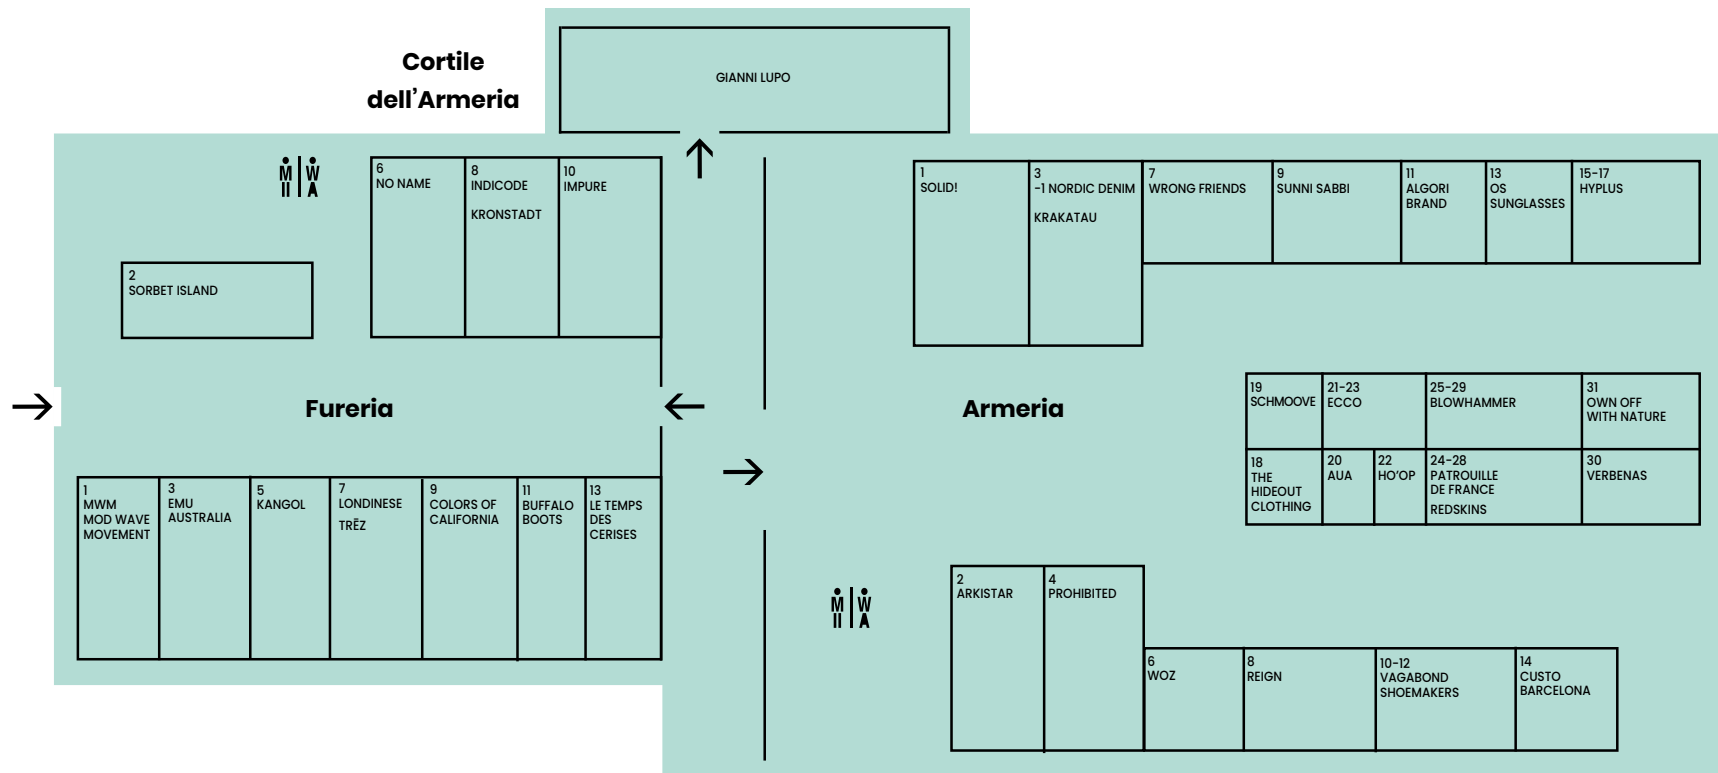 Cortile
dell'Armeria
GIANNI LUPO
M W
6
NO NAME
8
INDICODE
KRONSTADT
10
IMPURE
2
SORBET ISLAND
Fureria
1
MWM
MOD WAVE
MOVEMENT
3
EMU
AUSTRALIA
5
KANGOL
7
LONDINESE
TRĒZ
9
COLORS OF
CALIFORNIA
11
BUFFALO
BOOTS
13
LE TEMPS
DES
CERISES
1
SOLID!
3
-1 NORDIC DENIM
KRAKATAU
7
WRONG FRIENDS
9
SUNNI SABBI
11
ALGORI
BRAND
13
OS
SUNGLASSES
15-17
HYPLUS
Armeria
19
SCHMOOVE
21-23
ECCO
25-29
BLOWHAMMER
31
OWN OFF
WITH NATURE
18
THE
HIDEOUT
CLOTHING
20
AUA
22
HO'OP
24-28
PATROUILLE
DE FRANCE
REDSKINS
30
VERBENAS
M W
2
ARKISTAR
4
PROHIBITED
6
WOZ
8
REIGN
10-12
VAGABOND
SHOEMAKERS
14
CUSTO
BARCELONA